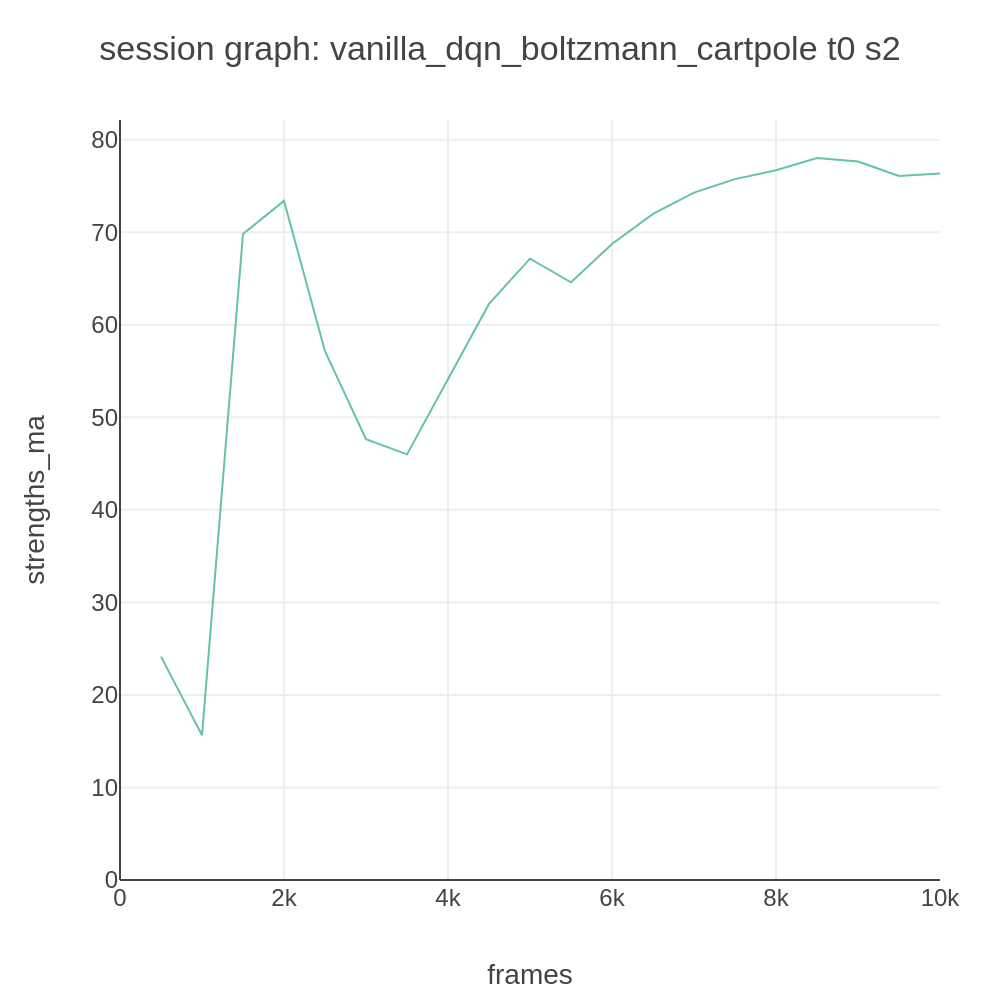 session graph: vanilla_dqn_boltzmann_cartpole t0 s2
80
70
60
50
40
30
20
10
0
strengths_ma
0 2k 4k 6k 8k 10k
frames